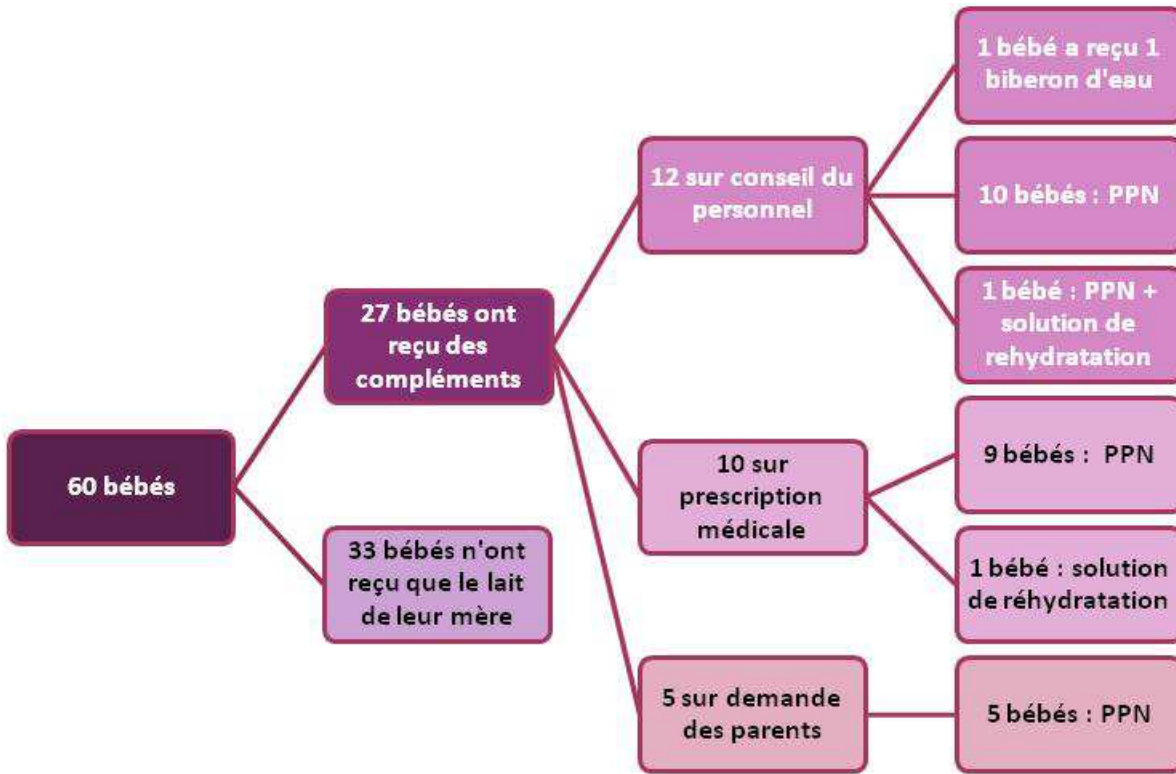 60 bébés
27 bébés ont
reçu des
compléments
33 bébés n'ont
reçu que le lait
de leur mère
12 sur conseil du
personnel
10 sur
prescription
médicale
5 sur demande
des parents
1 bébé a reçu 1
biberon d'eau
10 bébés : PPN
1 bébé : PPN +
solution de
rehydratation
9 bébés : PPN
1 bébé : solution
de réhydratation
5 bébés : PPN